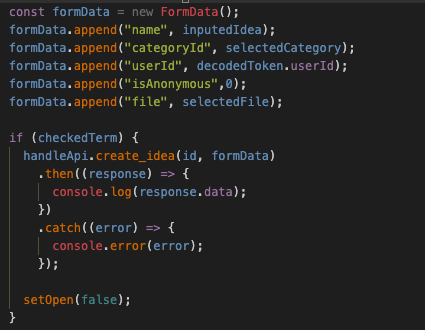 const formData = new FormData();
formData.append("name", inputedIdea);
formData.append("categoryId", selectedCategory);
formData.append("userId", decodedToken.userId);
formData.append("isAnonymous",0);
formData.append("file", selectedFile);

if (checkedTerm) {
  handleApi.create_idea(id, formData)
    .then((response) => {
      console.log(response.data);
    })
    .catch((error) => {
      console.error(error);
    });

  setOpen(false);
}